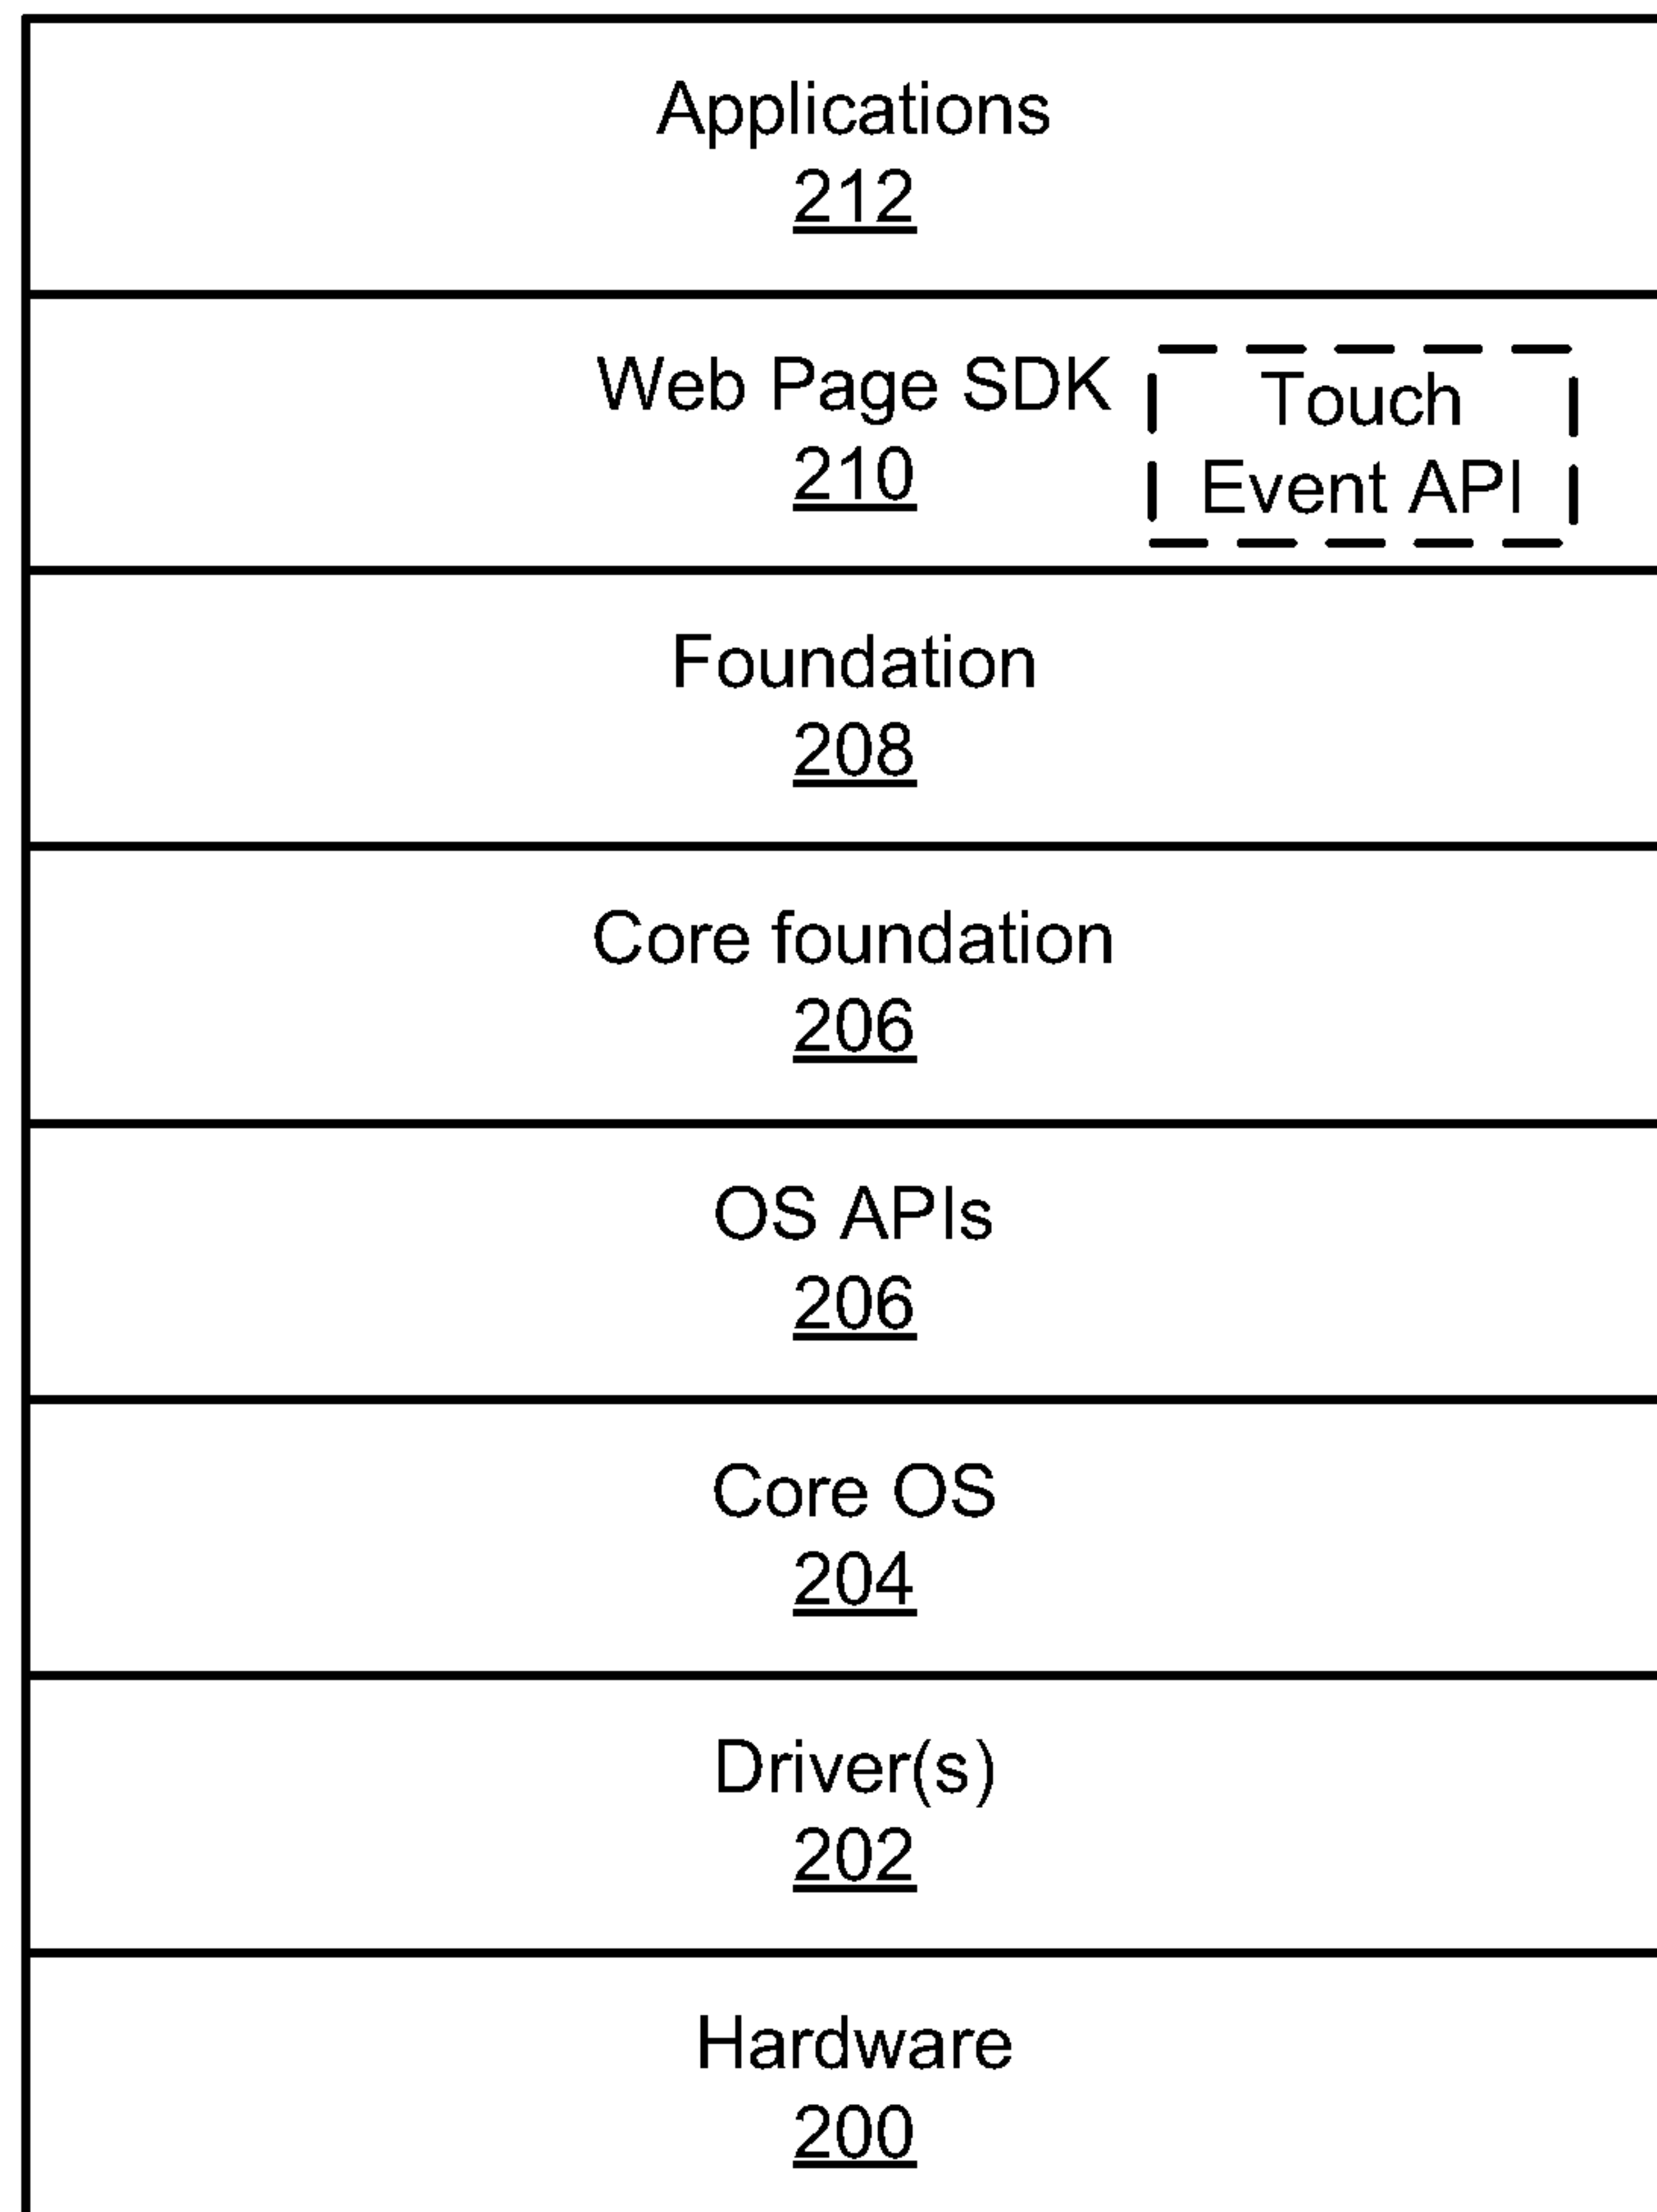 Applications
212
Web Page SDK
210
Touch
Event API
Foundation
208
Core foundation
206
OS APIs
206
Core OS
204
Driver(s)
202
Hardware
200